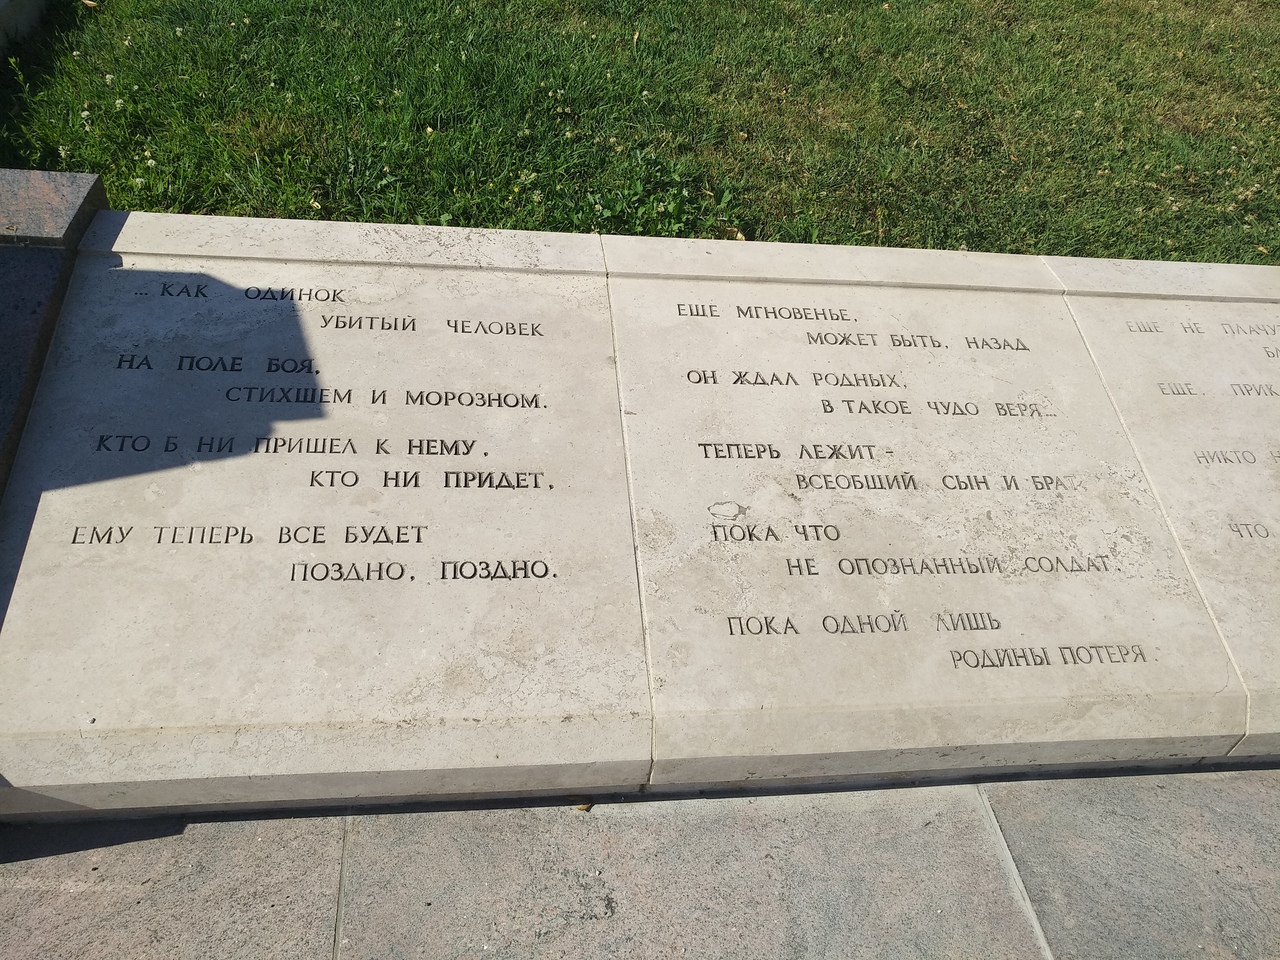 ... КАК ОДИНОК
УБИТЫЙ ЧЕЛОВЕК
НА ПОЛЕ БОЯ,
СТИХШЕМ И МОРОЗНОМ.
КТО Б НИ ПРИШЕЛ К НЕМУ,
КТО НИ ПРИДЕТ,
ЕМУ ТЕПЕРЬ ВСЕ БУДЕТ
ПОЗДНО, ПОЗДНО.
ЕЩЕ МГНОВЕНЬЕ,
МОЖЕТ БЫТЬ, НАЗАД
ОН ЖДАЛ РОДНЫХ,
В ТАКОЕ ЧУДО ВЕРЯ...
ТЕПЕРЬ ЛЕЖИТ -
ВСЕОБЩИЙ СЫН И БРАТ,
ПОКА ЧТО
НЕ ОПОЗНАННЫЙ СОЛДАТ,
ПОКА ОДНОЙ ЛИШЬ
РОДИНЫ ПОТЕРЯ.
ЕЩЕ НЕ
ЕЩЕ,
НИКТО
ЧТО